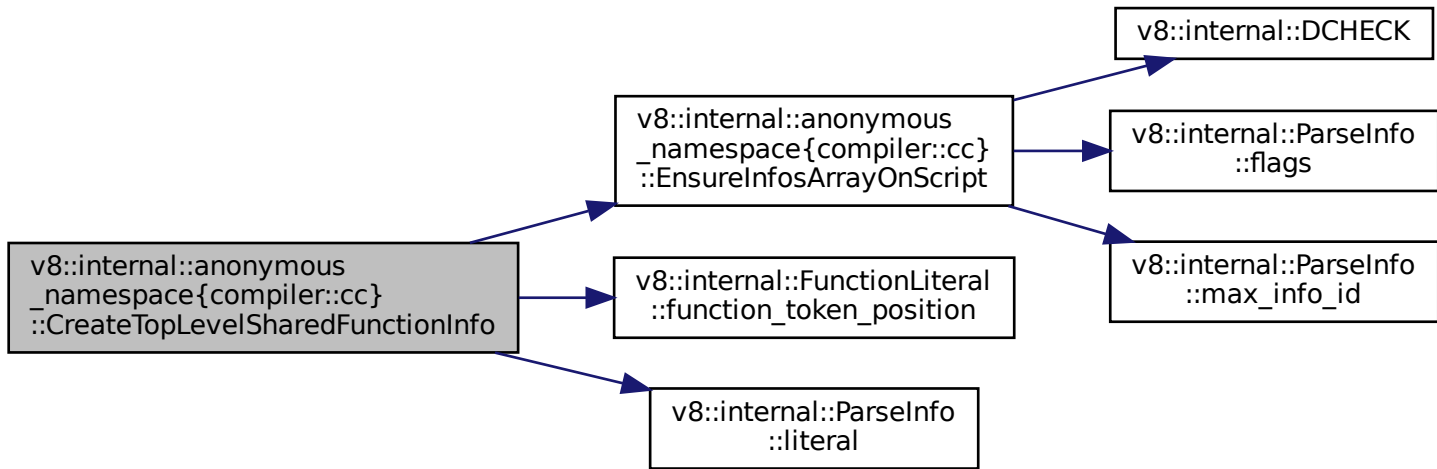 v8::internal::anonymous
_namespace{compiler::cc}
::CreateTopLevelSharedFunctionInfo
v8::internal::anonymous
_namespace{compiler::cc}
::EnsureInfosArrayOnScript
v8::internal::DCHECK
v8::internal::ParseInfo
::flags
v8::internal::ParseInfo
::max_info_id
v8::internal::FunctionLiteral
::function_token_position
v8::internal::ParseInfo
::literal